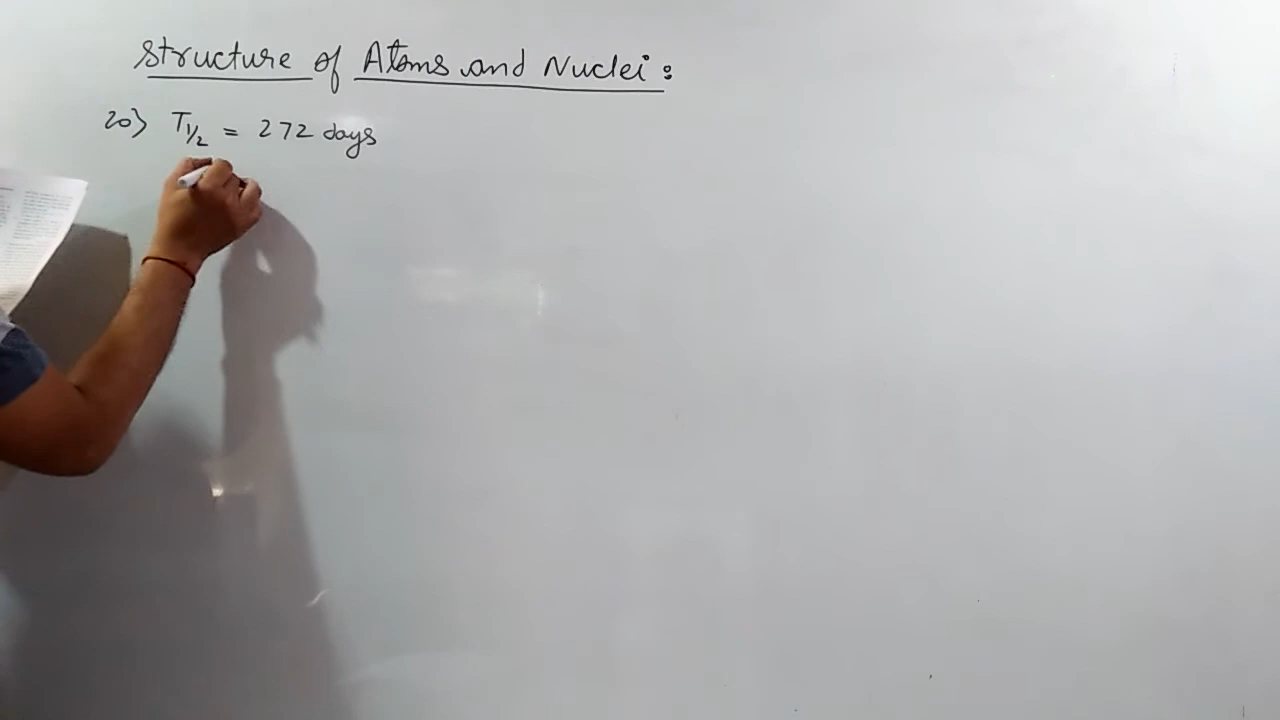 Structure of Atoms and Nuclei :
20) T1/2 = 272 days